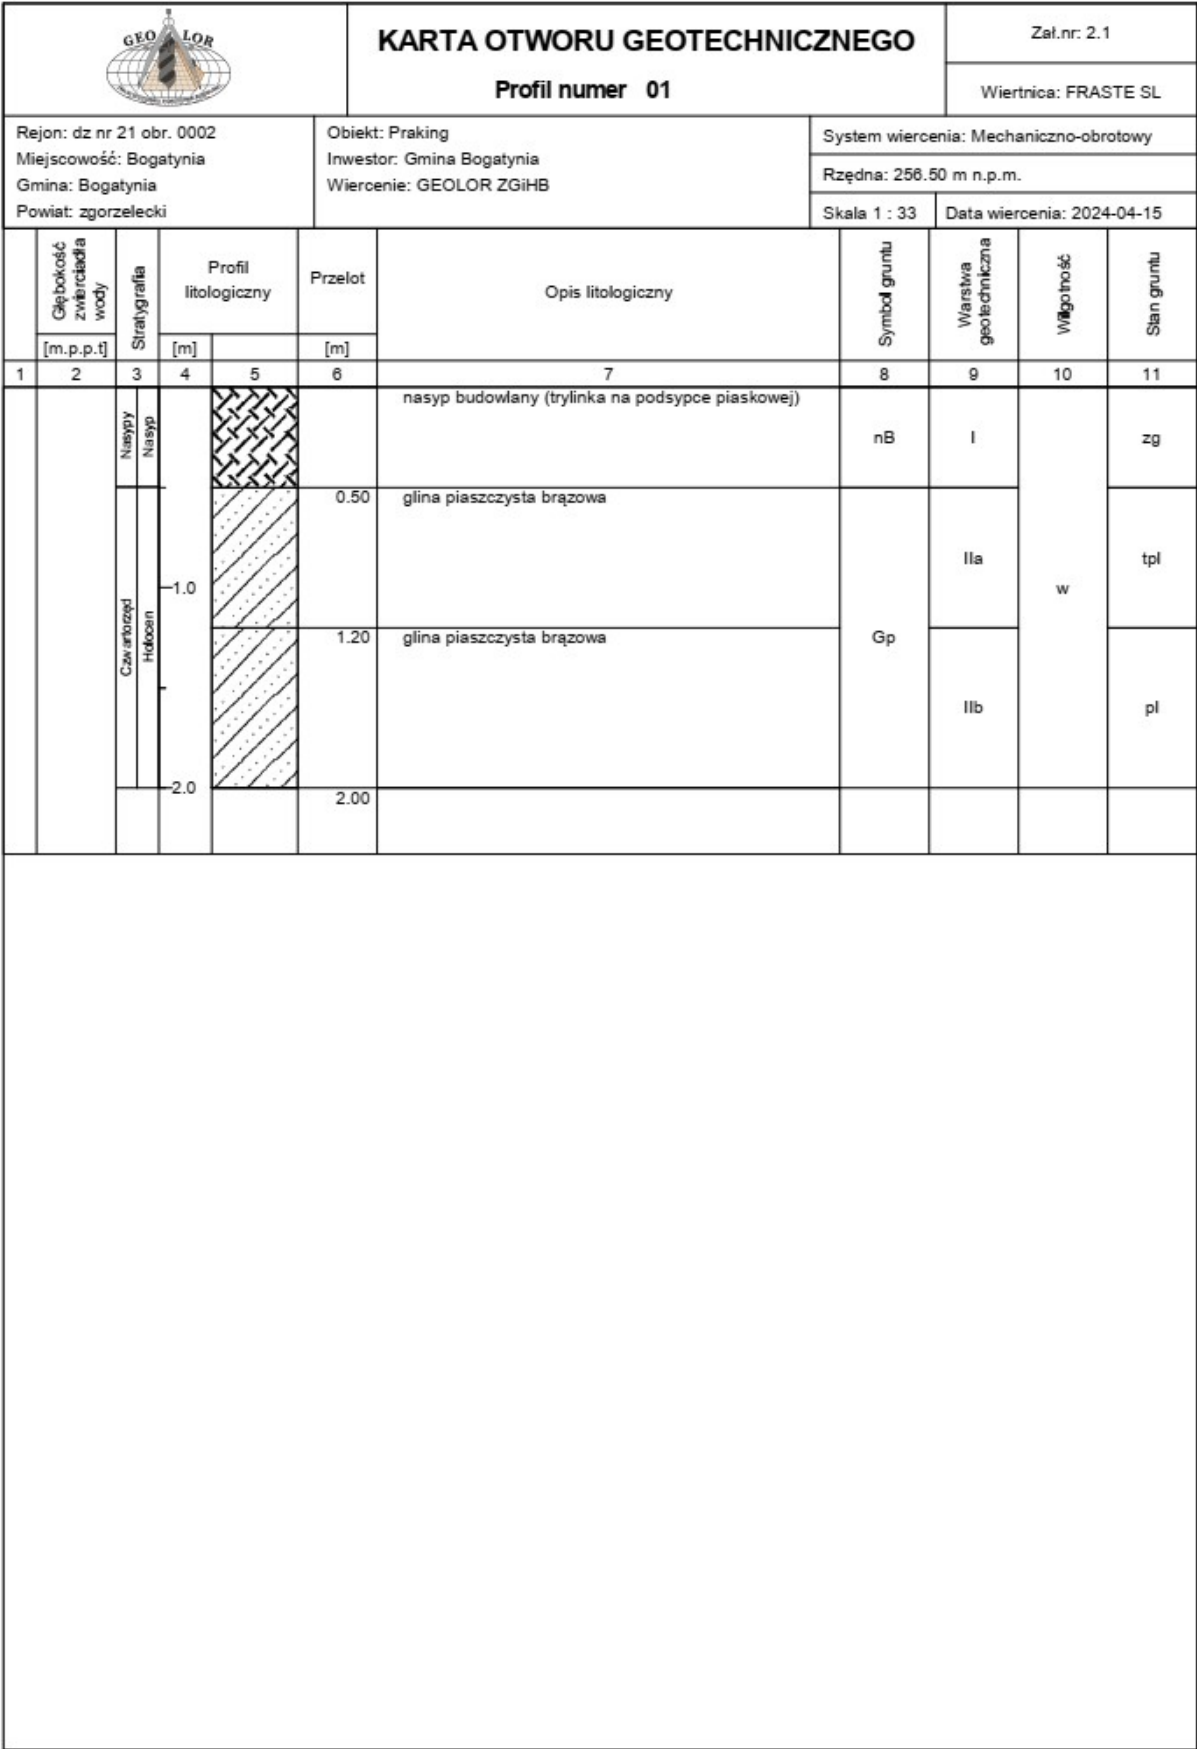 GEO LOR
KARTA OTWORU GEOTECHNICZNEGO
Profil numer 01
Zał.nr: 2.1
Wiertnica: FRASTE SL
Rejon: dz nr 21 obr. 0002
Miejscowość: Bogatynia
Gmina: Bogatynia
Powiat: zgorzelecki
Obiekt: Praking
Inwestor: Gmina Bogatynia
Wiercenie: GEOLOR ZGiHB
System wiercenia: Mechaniczno-obrotowy
Rzędna: 256.50 m n.p.m.
Skala 1 : 33
Data wiercenia: 2024-04-15
Głębokość
zwierciadła
wody
[m.p.p.t]
Stratygrafia
Profil
litologiczny
[m]
Przelot
[m]
Opis litologiczny
Symbol gruntu
Warstwa
geotechniczna
Wilgotność
Stan gruntu
1 2 3 4 5 6 7 8 9 10 11
Nasypy
Nasyp
nasyp budowlany (trylinka na podsypce piaskowej)
nB I zg
0.50 glina piaszczysta brązowa
IIa tpl
1.0
w
Czwartorzęd
Holocen
1.20 glina piaszczysta brązowa
Gp
IIb pl
2.0
2.00